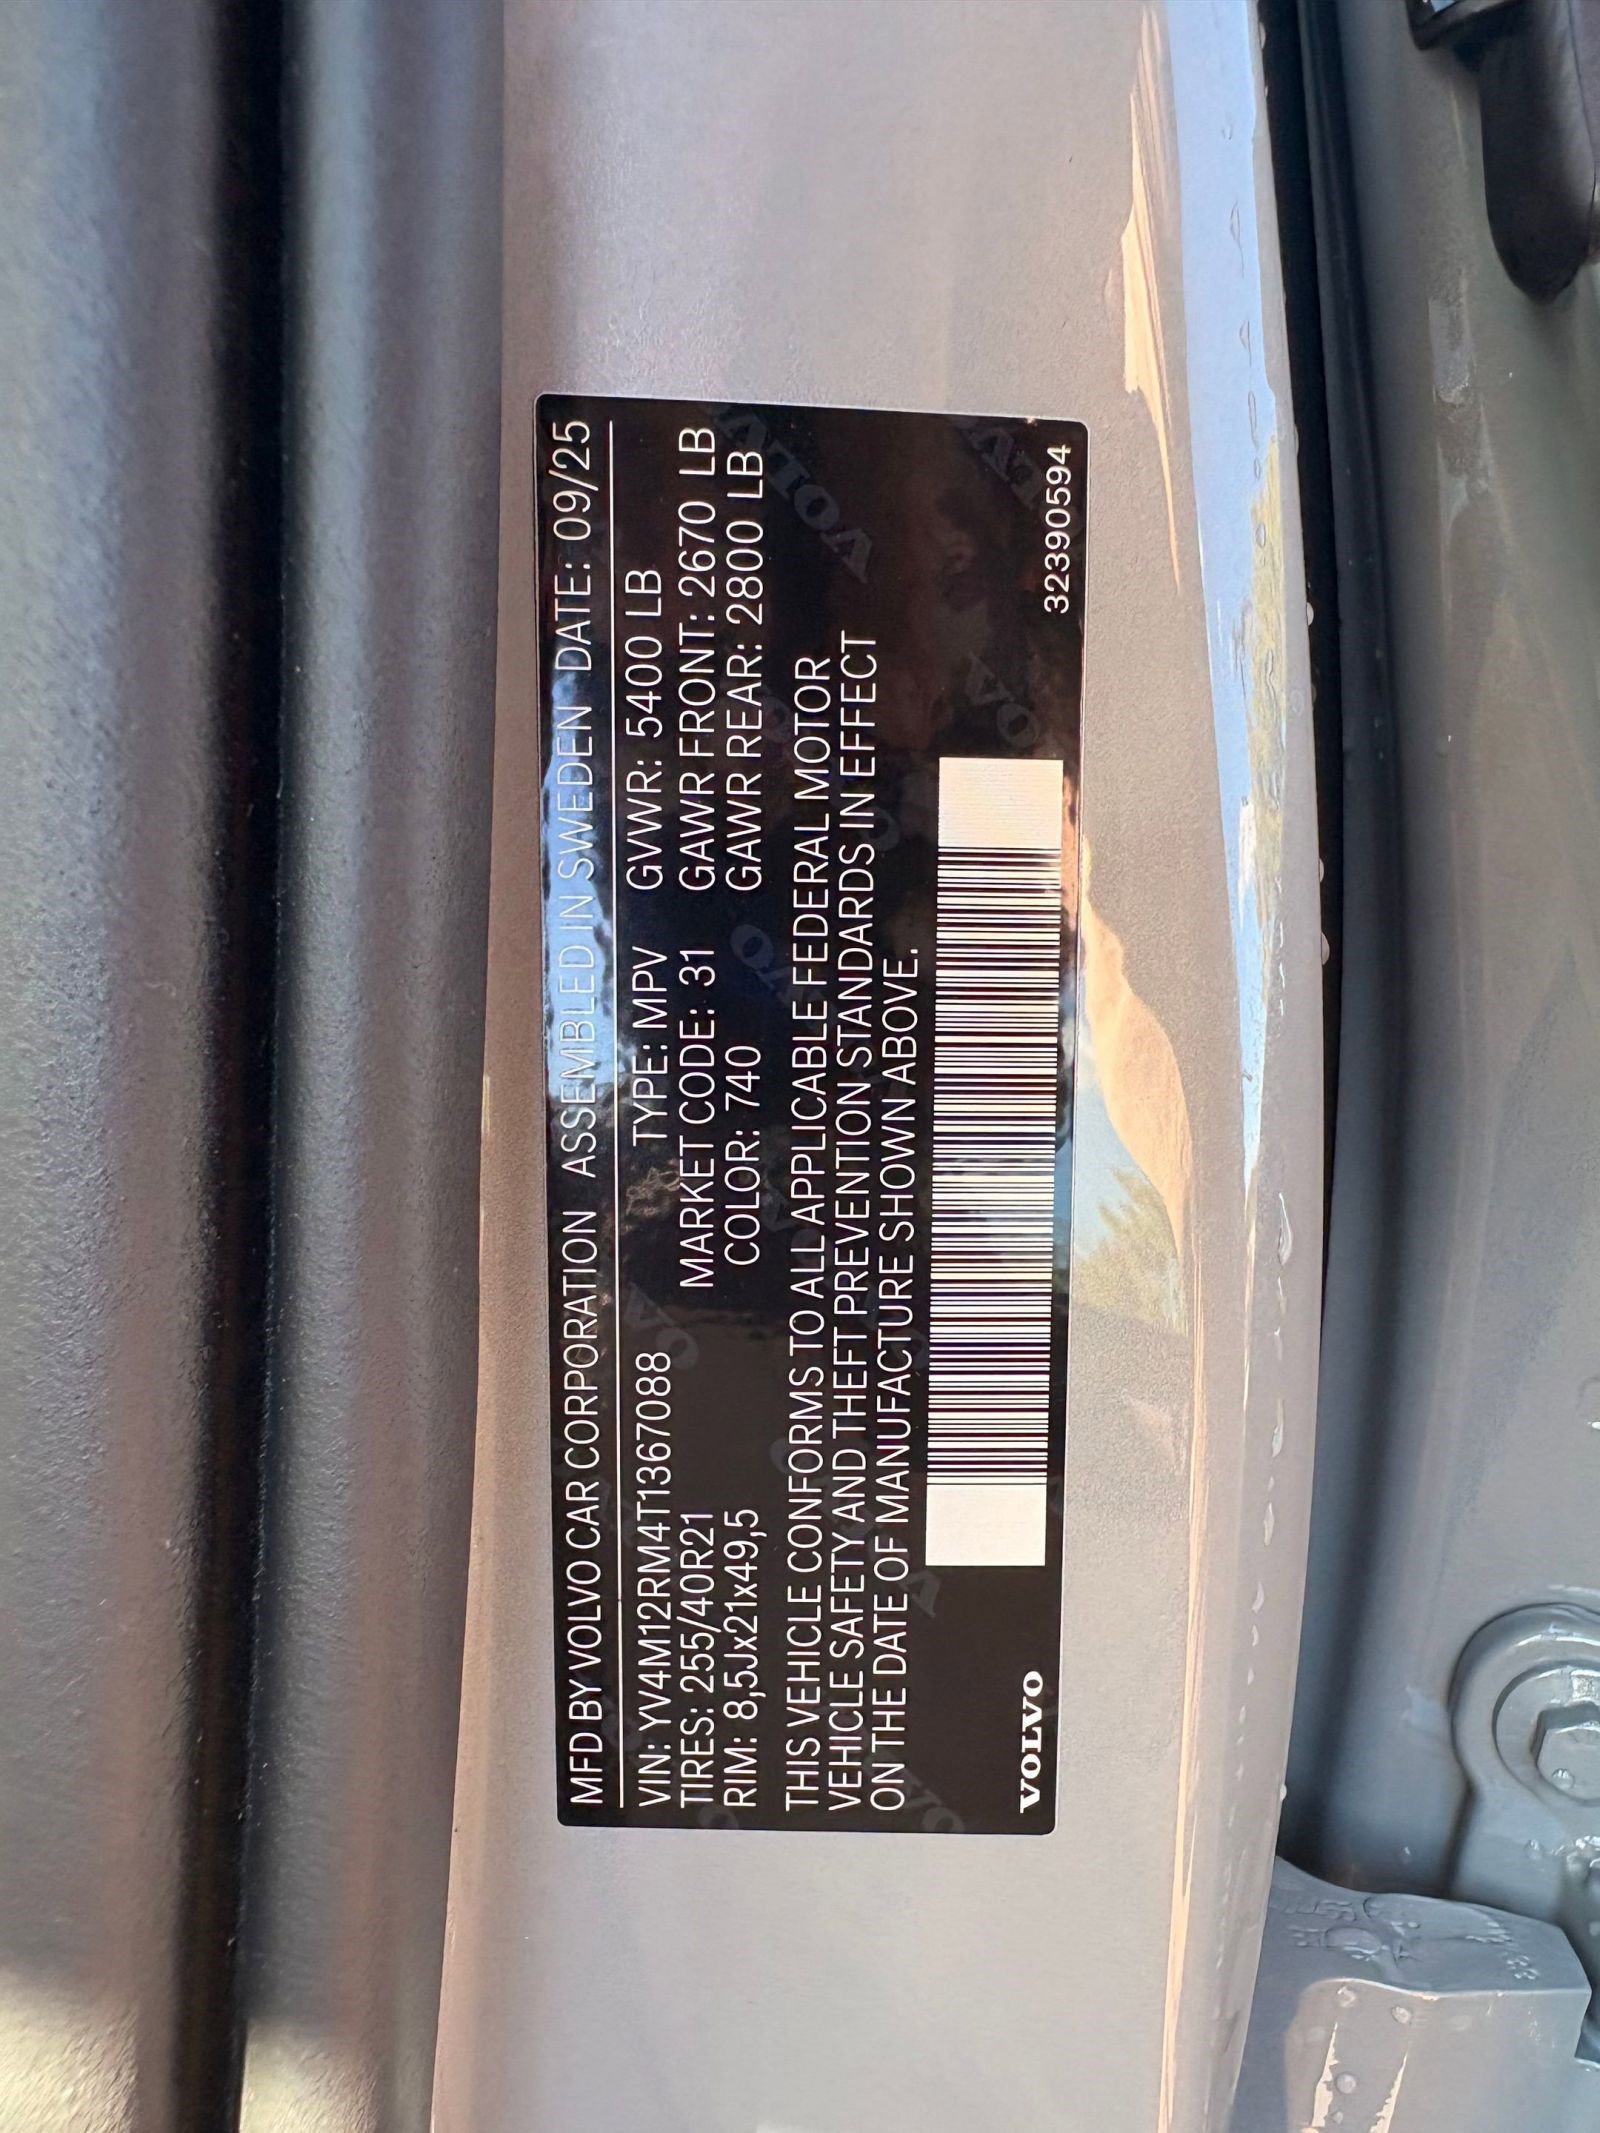 MFD BY VOLVO CAR CORPORATION ASSEMBLED IN SWEDEN DATE: 09/25
VIN: YV4M12RM4T1367088 TYPE: MPV GVWR: 5400 LB
TIRES: 255/40R21 MARKET CODE: 31 GAWR FRONT: 2670 LB
RIM: 8,5Jx21x49,5 COLOR: 740 GAWR REAR: 2800 LB
THIS VEHICLE CONFORMS TO ALL APPLICABLE FEDERAL MOTOR
VEHICLE SAFETY AND THEFT PREVENTION STANDARDS IN EFFECT
ON THE DATE OF MANUFACTURE SHOWN ABOVE.
VOLVO 32390594